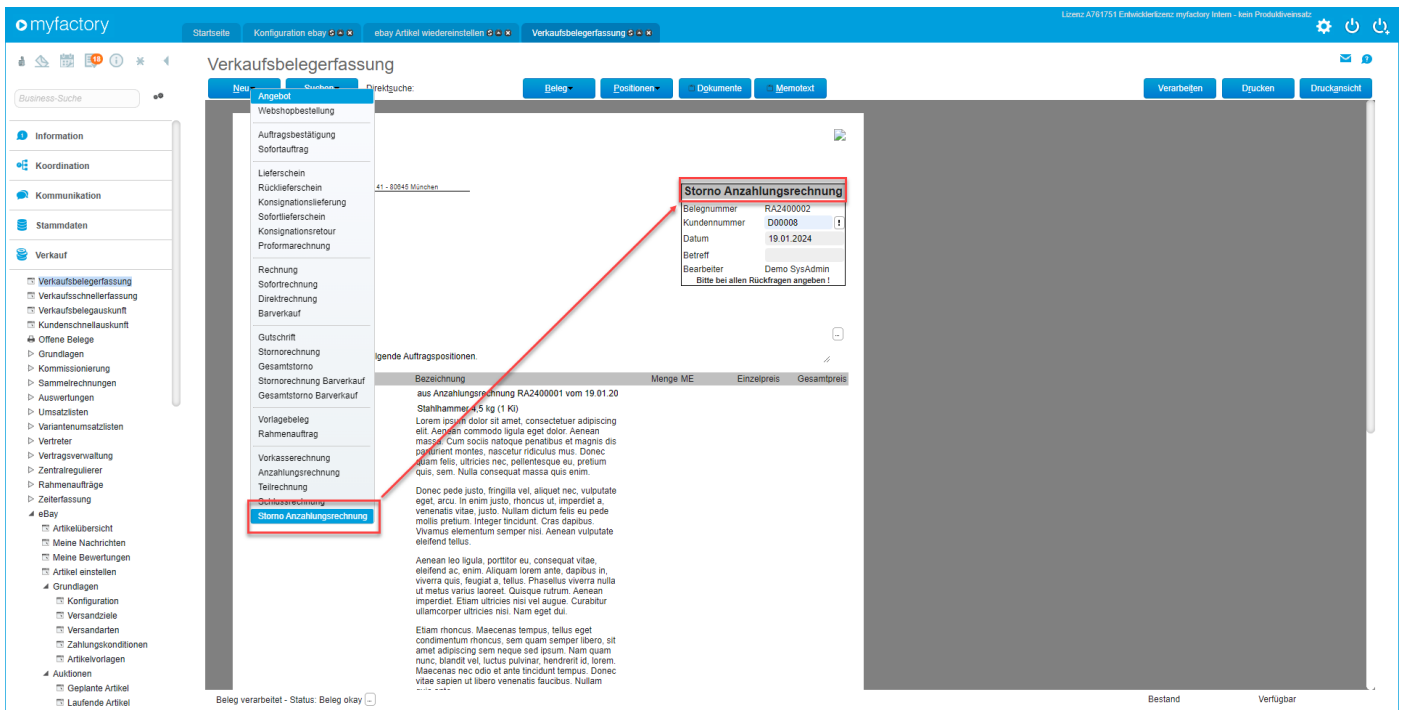 Lizenz A761751 Entwicklerlizenz myfactory Intern - kein Produktiveinsatz
myfactory
Startseite
Konfiguration ebay
ebay Artikel wiedereinstellen
Verkaufsbelegerfassung
19
Verkaufsbelegerfassung
Business-Suche
Neu
Suchen
Direktsuche:
Beleg
Positionen
Dokumente
Memotext
Verarbeiten
Drucken
Druckansicht
Information
Koordination
Kommunikation
Stammdaten
Verkauf
Verkaufsbelegerfassung
Verkaufsschnellerfassung
Verkaufsbelegauskunft
Kundenschnellauskunft
Offene Belege
Grundlagen
Kommissionierung
Sammelrechnungen
Auswertungen
Umsatzlisten
Variantenumsatzlisten
Vertreter
Vertragsverwaltung
Zentralregulierer
Rahmenaufträge
Zeiterfassung
eBay
Artikelübersicht
Meine Nachrichten
Meine Bewertungen
Artikel einstellen
Grundlagen
Konfiguration
Versandziele
Versandarten
Zahlungskonditionen
Artikelvorlagen
Auktionen
Geplante Artikel
Laufende Artikel
Angebot
Webshopbestellung
Auftragsbestätigung
Sofortauftrag
Lieferschein
Rücklieferschein
Konsignationslieferung
Sofortlieferschein
Konsignationsretour
Proformarechnung
Rechnung
Sofortrechnung
Direktrechnung
Barverkauf
Gutschrift
Stornorechnung
Gesamtstorno
Stornorechnung Barverkauf
Gesamtstorno Barverkauf
Vorlagebeleg
Rahmenauftrag
Vorkasserechnung
Anzahlungsrechnung
Teilrechnung
Schlussrechnung
Storno Anzahlungsrechnung
41 - 80645 München
Storno Anzahlungsrechnung
Belegnummer RA2400002
Kundennummer D00008 !
Datum 19.01.2024
Betreff
Bearbeiter Demo SysAdmin
Bitte bei allen Rückfragen angeben !
...
lgende Auftragspositionen.
Bezeichnung Menge ME Einzelpreis Gesamtpreis
aus Anzahlungsrechnung RA2400001 vom 19.01.20
Stahlhammer 4,5 kg (1 Ki)
Lorem ipsum dolor sit amet, consectetuer adipiscing
elit. Aenean commodo ligula eget dolor. Aenean
massa. Cum sociis natoque penatibus et magnis dis
parturient montes, nascetur ridiculus mus. Donec
quam felis, ultricies nec, pellentesque eu, pretium
quis, sem. Nulla consequat massa quis enim.
Donec pede justo, fringilla vel, aliquet nec, vulputate
eget, arcu. In enim justo, rhoncus ut, imperdiet a,
venenatis vitae, justo. Nullam dictum felis eu pede
mollis pretium. Integer tincidunt. Cras dapibus.
Vivamus elementum semper nisi. Aenean vulputate
eleifend tellus.
Aenean leo ligula, porttitor eu, consequat vitae,
eleifend ac, enim. Aliquam lorem ante, dapibus in,
viverra quis, feugiat a, tellus. Phasellus viverra nulla
ut metus varius laoreet. Quisque rutrum. Aenean
imperdiet. Etiam ultricies nisi vel augue. Curabitur
ullamcorper ultricies nisi. Nam eget dui.
Etiam rhoncus. Maecenas tempus, tellus eget
condimentum rhoncus, sem quam semper libero, sit
amet adipiscing sem neque sed ipsum. Nam quam
nunc, blandit vel, luctus pulvinar, hendrerit id, lorem.
Maecenas nec odio et ante tincidunt tempus. Donec
vitae sapien ut libero venenatis faucibus. Nullam
quis ante
Beleg verarbeitet - Status: Beleg okay ...
Bestand
Verfügbar